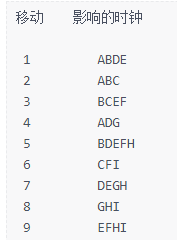 移动 影响的时钟
1 ABDE
2 ABC
3 BCEF
4 ADG
5 BDEFH
6 CFI
7 DEGH
8 GHI
9 EFHI